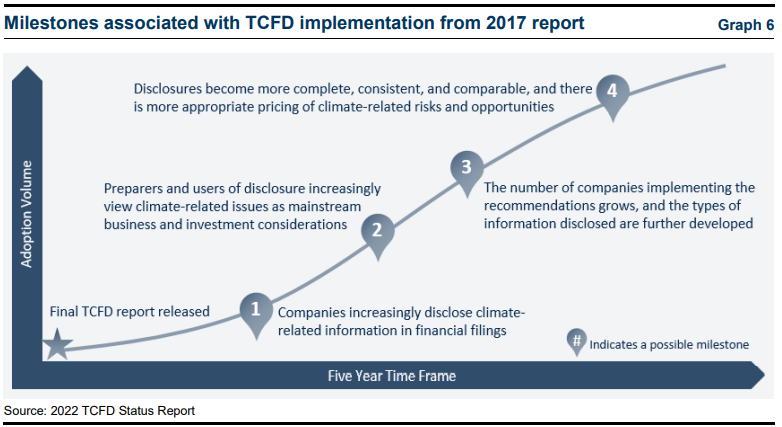 Milestones associated with TCFD implementation from 2017 report
Graph 6
Disclosures become more complete, consistent, and comparable, and there
is more appropriate pricing of climate-related risks and opportunities
4
3
Preparers and users of disclosure increasingly
view climate-related issues as mainstream
business and investment considerations
2
The number of companies implementing the
recommendations grows, and the types of
information disclosed are further developed
Adoption Volume
Final TCFD report released
1
Companies increasingly disclose climate-
related information in financial filings
#
Indicates a possible milestone
Five Year Time Frame
Source: 2022 TCFD Status Report